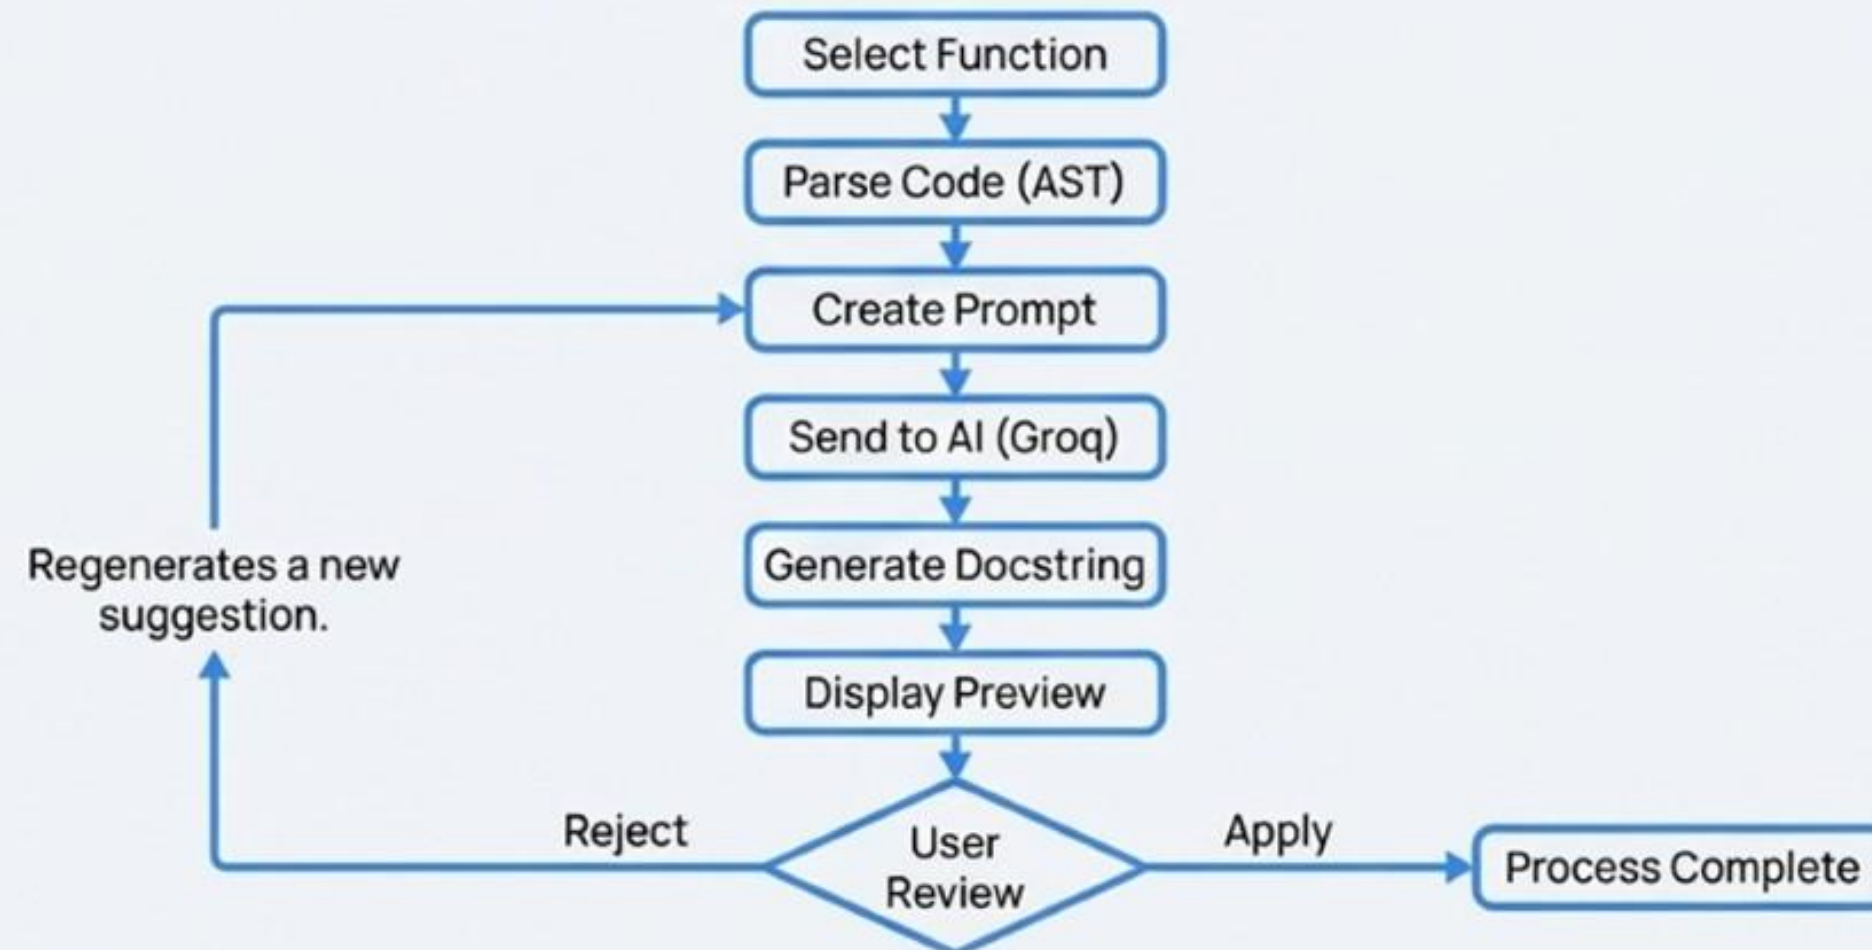 Select Function
Parse Code (AST)
Create Prompt
Send to AI (Groq)
Generate Docstring
Regenerates a new
suggestion.
Display Preview
Reject
User
Review
Apply
Process Complete